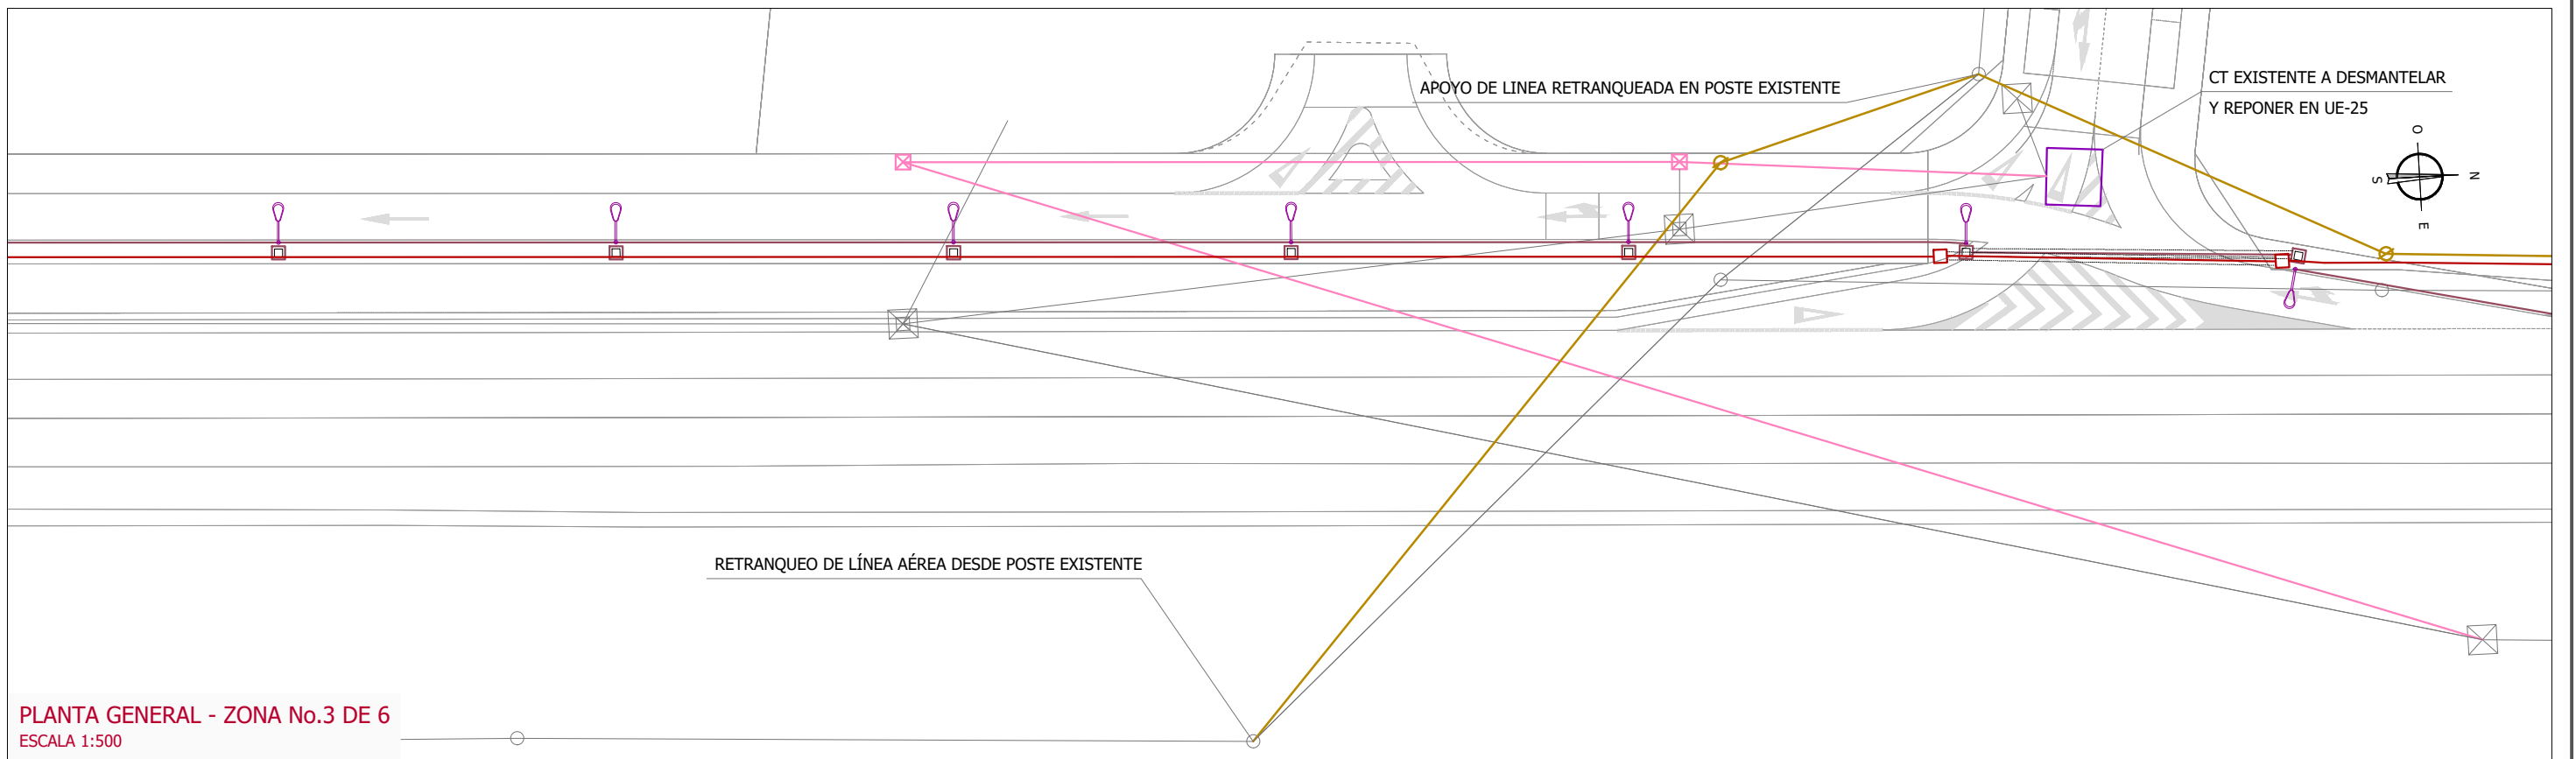 APOYO DE LINEA RETRANQUEADA EN POSTE EXISTENTE
CT EXISTENTE A DESMANTELAR
Y REPONER EN UE-25
O
S
N
E
RETRANQUEO DE LÍNEA AÉREA DESDE POSTE EXISTENTE
PLANTA GENERAL - ZONA No.3 DE 6
ESCALA 1:500